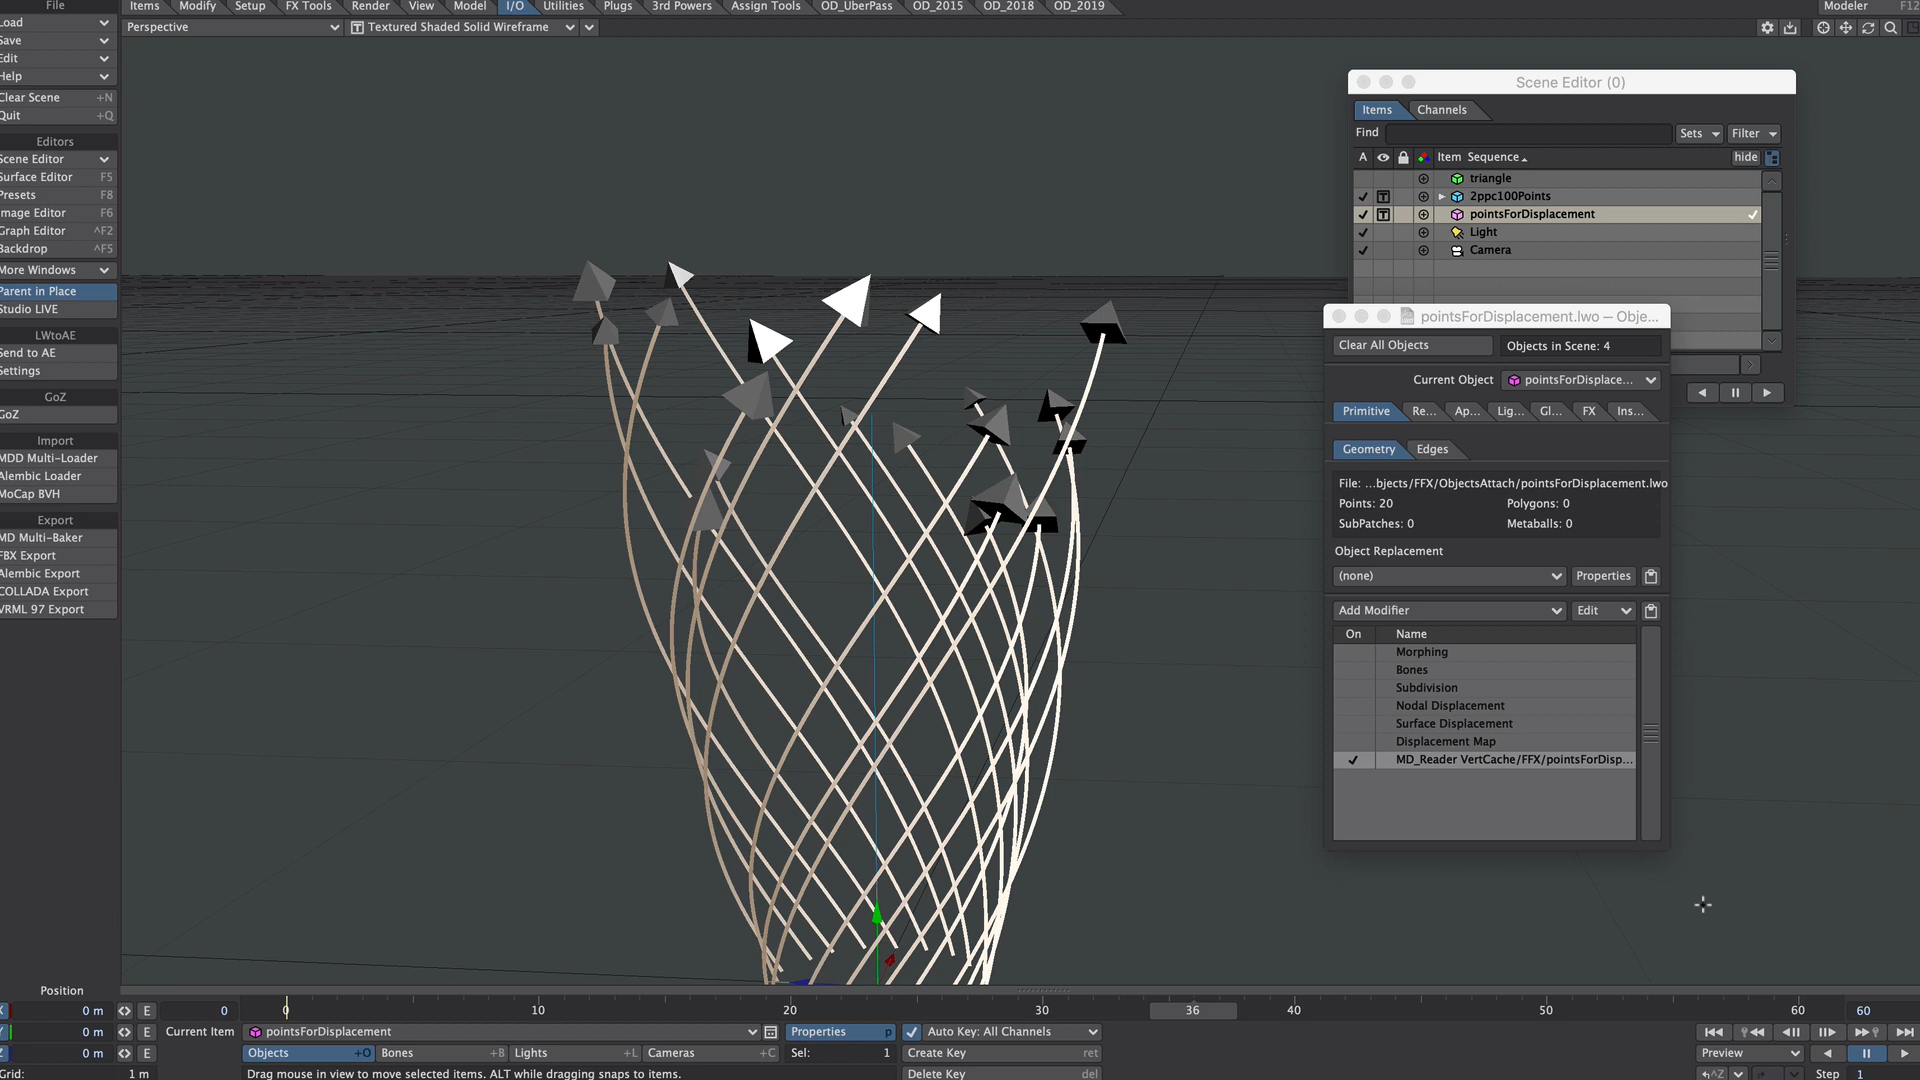 File
Items Modify Setup FX Tools Render View Model I/O Utilities Plugs 3rd Powers Assign Tools OD_UberPass OD_2015 OD_2018 OD_2019
Modeler F12
Load
Save
Edit
Help
Clear Scene +N
Quit +Q
Editors
Scene Editor
Surface Editor F5
Presets F8
Image Editor F6
Graph Editor ^F2
Backdrop ^F5
More Windows
Parent in Place
Studio LIVE
LWtoAE
Send to AE
Settings
GoZ
GoZ
Import
MDD Multi-Loader
Alembic Loader
MoCap BVH
Export
MD Multi-Baker
FBX Export
Alembic Export
COLLADA Export
VRML 97 Export
Perspective
T Textured Shaded Solid Wireframe
Scene Editor (0)
Items Channels
Find Sets Filter
A Item Sequence hide
triangle
T 2ppc100Points
T pointsForDisplacement
Light
Camera
pointsForDisplacement.lwo — Obje...
Clear All Objects Objects in Scene: 4
Current Object pointsForDisplace...
Primitive Re... Ap... Lig... Gl... FX Ins...
Geometry Edges
File: ...bjects/FFX/ObjectsAttach/pointsForDisplacement.lwo
Points: 20 Polygons: 0
SubPatches: 0 Metaballs: 0
Object Replacement
(none) Properties
Add Modifier Edit
On Name
Morphing
Bones
Subdivision
Nodal Displacement
Surface Displacement
Displacement Map
MD_Reader VertCache/FFX/pointsForDisp...
Position
X 0 m E 0 0 10 20 30 36 40 50 60 60
Y 0 m E Current Item pointsForDisplacement Properties p Auto Key: All Channels
Z 0 m E Objects +O Bones +B Lights +L Cameras +C Sel: 1 Create Key ret Preview
Grid: 1 m Drag mouse in view to move selected items. ALT while dragging snaps to items. Delete Key del ^Z Step 1